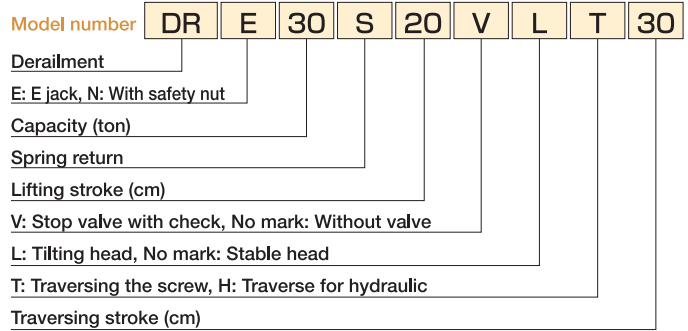 Model number DR E 30 S 20 V L T 30
Derailment
E: E jack, N: With safety nut
Capacity (ton)
Spring return
Lifting stroke (cm)
V: Stop valve with check, No mark: Without valve
L: Tilting head, No mark: Stable head
T: Traversing the screw, H: Traverse for hydraulic
Traversing stroke (cm)